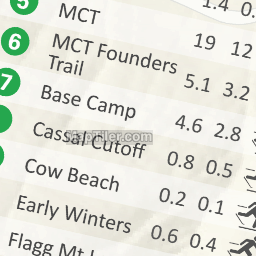 5 1.4 0.
MCT
6 MCT Founders Trail 19 12
7 Base Camp 5.1 3.2
Cassal Cutoff 4.6 2.8
MapTiler.com
Cow Beach 0.8 0.5
Early Winters 0.2 0.1
Flagg Mt 0.6 0.4